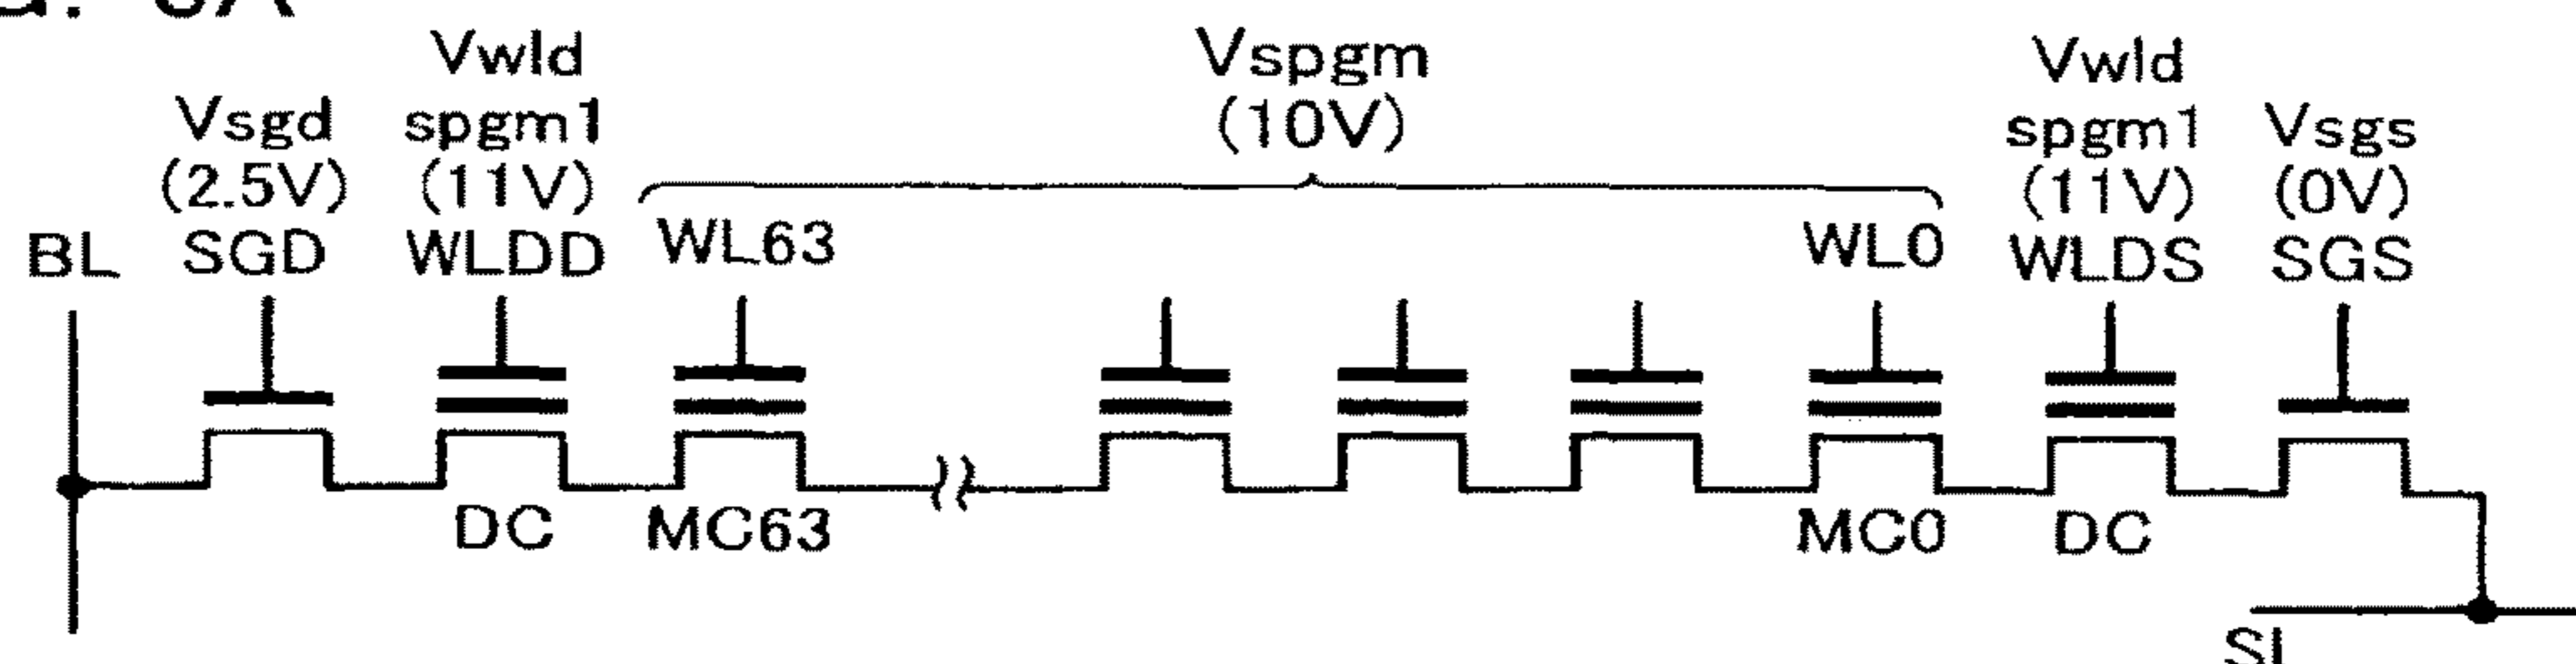 Vwld
Vspgm
Vwld
Vsgd
spgm1
(10V)
spgm1
Vsgs
(2.5V)
(11V)
(11V)
(0V)
BL
SGD
WLDD
WL63
WL0
WLDS
SGS
DC
MC63
MC0
DC